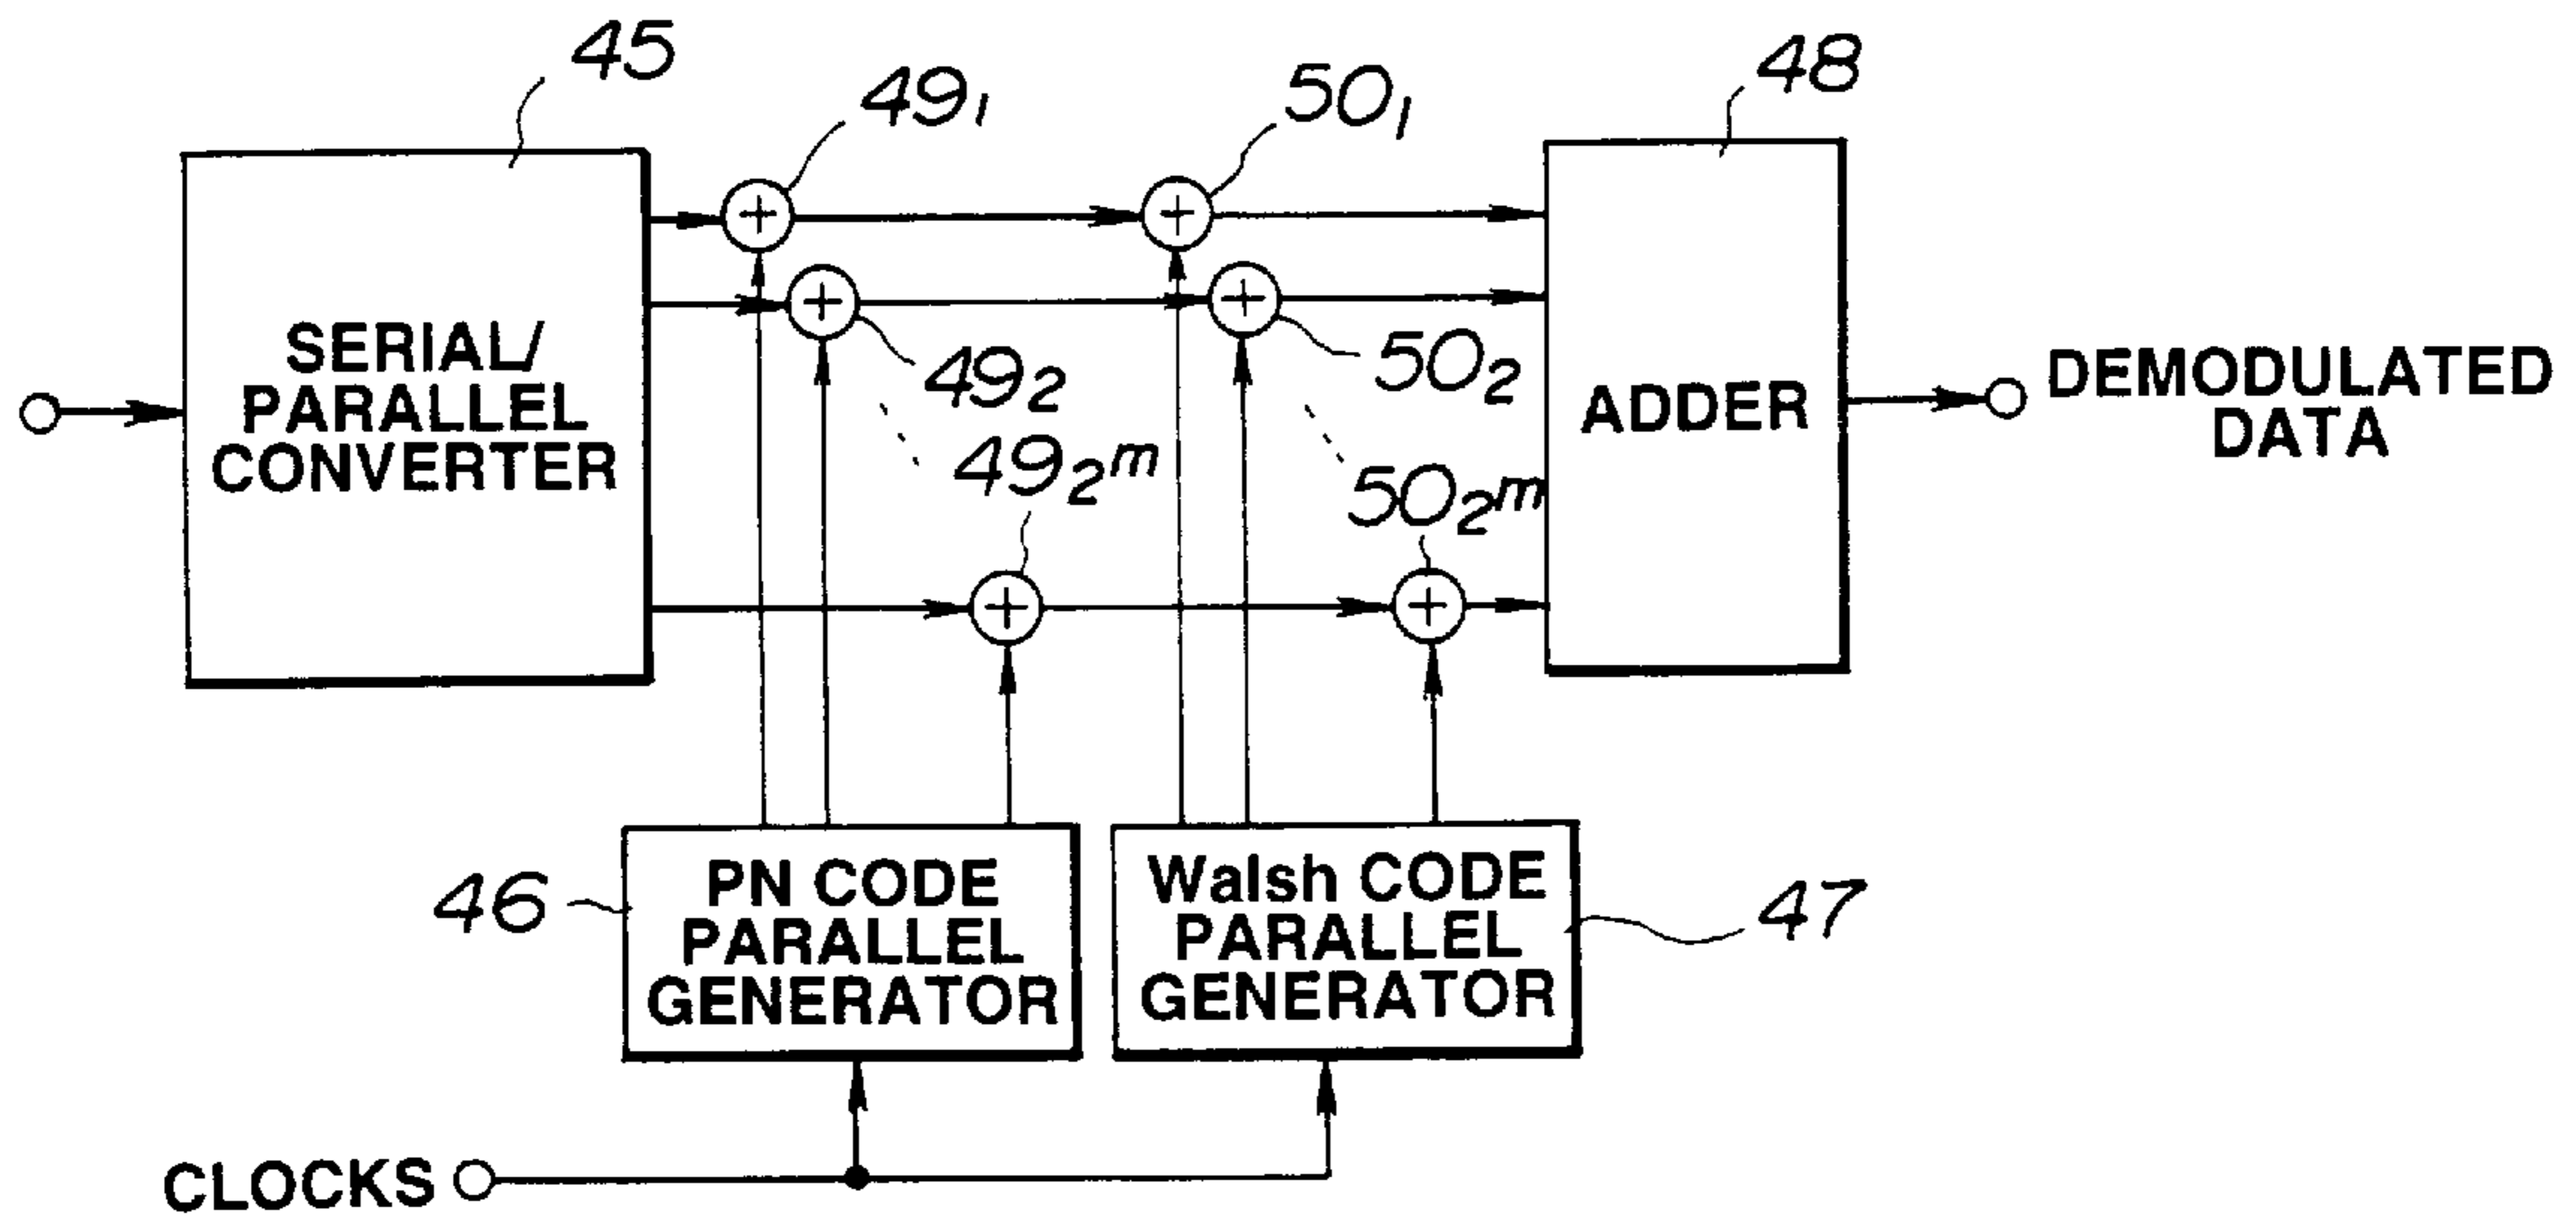 45
49₁
50₁
48
SERIAL/
PARALLEL
CONVERTER
49₂
50₂
49₂m
50₂m
ADDER
DEMODULATED
DATA
46
PN CODE
PARALLEL
GENERATOR
Walsh CODE
PARALLEL
GENERATOR
47
CLOCKS